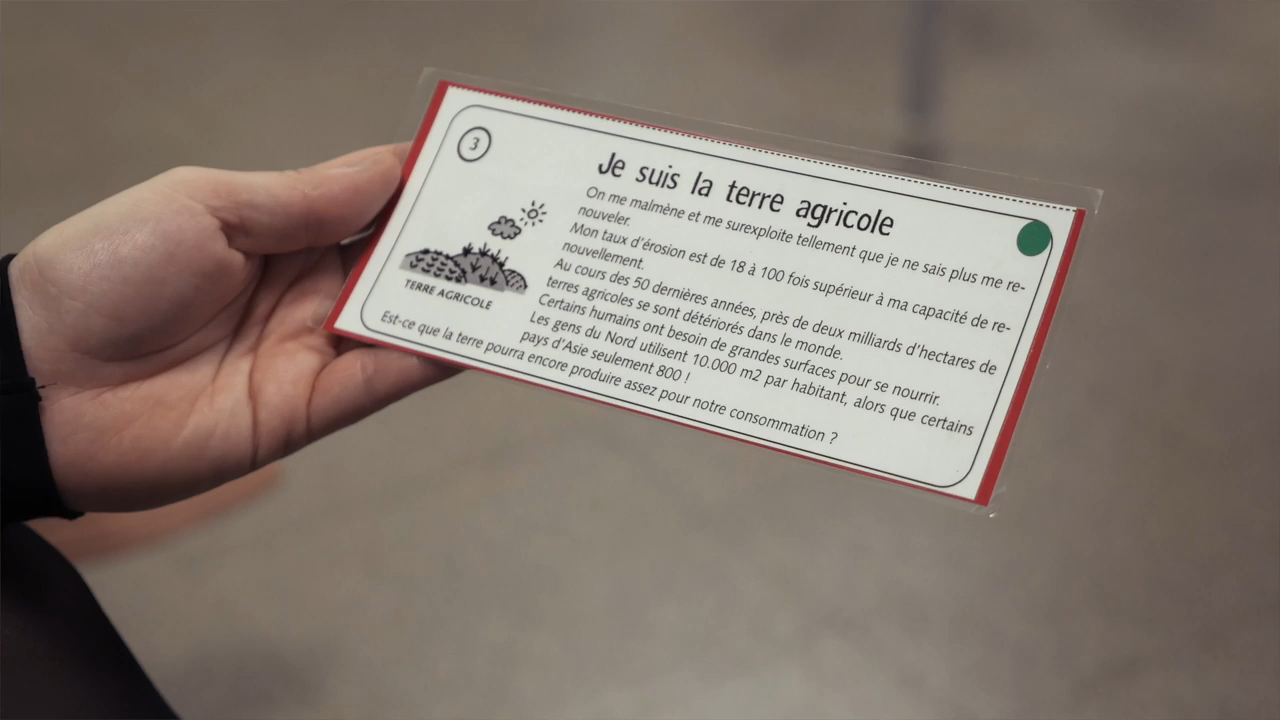 3
Je suis la terre agricole
On me malmène et me surexploite tellement que je ne sais plus me re-
nouveler.
Mon taux d'érosion est de 18 à 100 fois supérieur à ma capacité de re-
nouvellement.
Au cours des 50 dernières années, près de deux milliards d'hectares de
terres agricoles se sont détériorés dans le monde.
Certains humains ont besoin de grandes surfaces pour se nourrir.
Les gens du Nord utilisent 10.000 m2 par habitant, alors que certains
pays d'Asie seulement 800 !
TERRE AGRICOLE
Est-ce que la terre pourra encore produire assez pour notre consommation ?